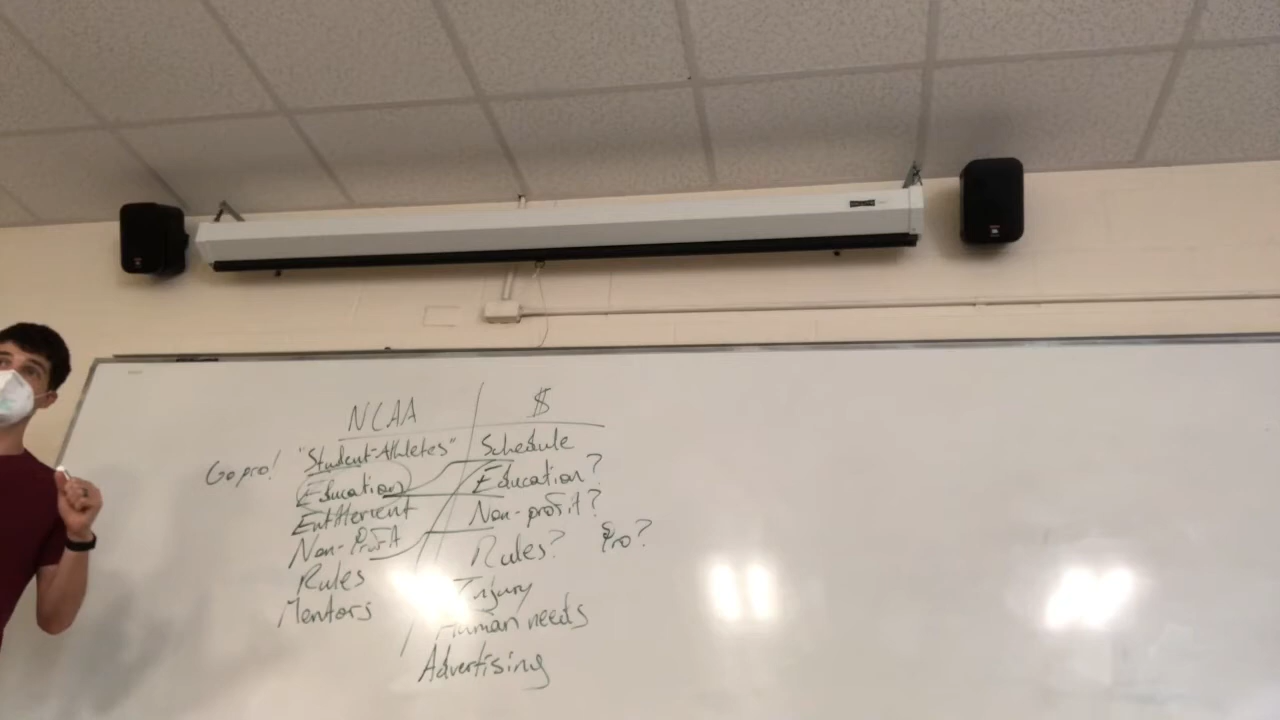 NCAA
$
Go pro!
"Student-Athletes"
Education
Entitlement
Non-Profit
Rules
Mentors
Schedule
Education?
Non-profit?
Rules?
Pro?
Injury
Human needs
Advertising